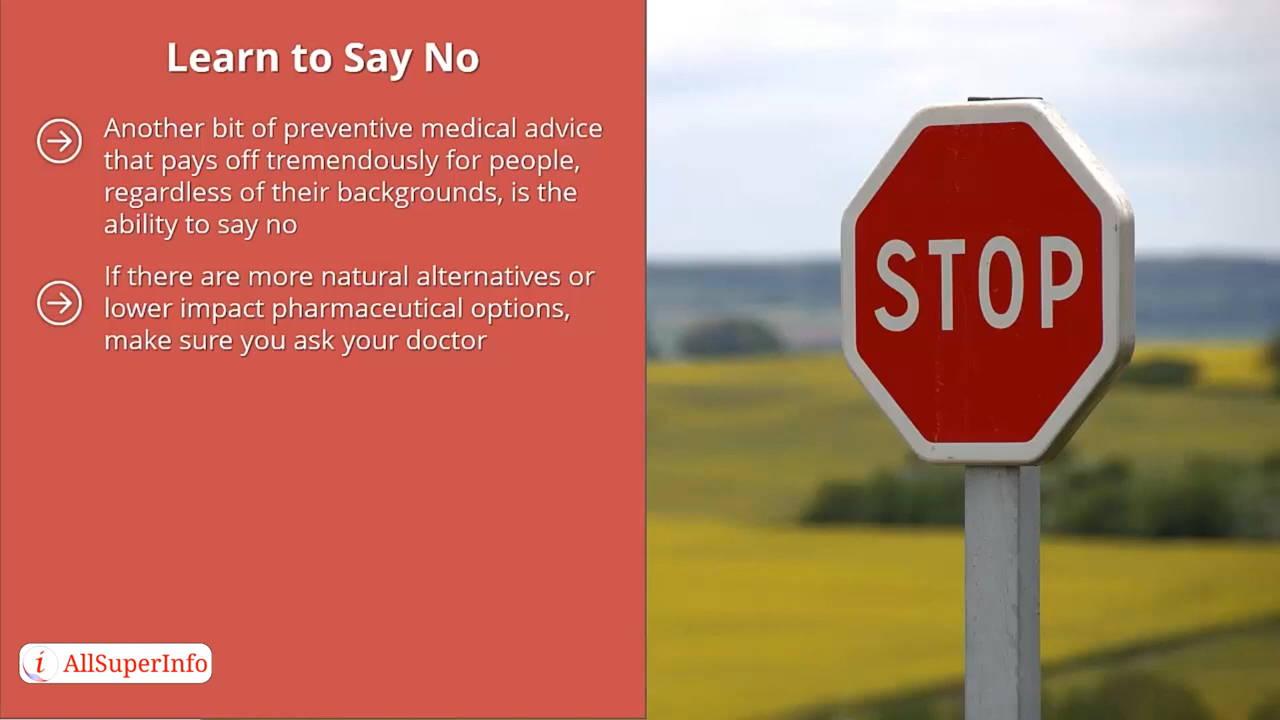 Learn to Say No
Another bit of preventive medical advice
that pays off tremendously for people,
regardless of their backgrounds, is the
ability to say no
If there are more natural alternatives or
lower impact pharmaceutical options,
make sure you ask your doctor
STOP
i AllSuperInfo